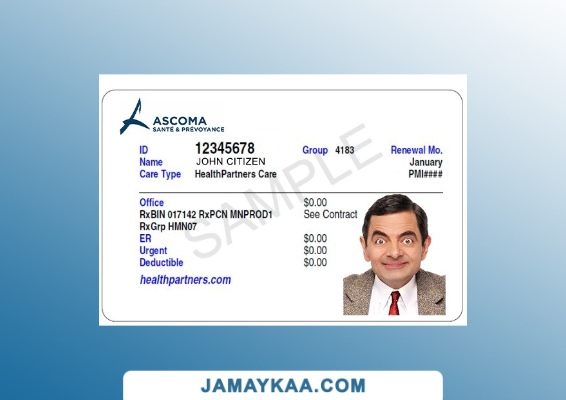 ASCOMA
SANTÉ & PRÉVOYANCE
ID 12345678 Group 4183 Renewal Mo.
Name JOHN CITIZEN January
Care Type HealthPartners Care PMI####
SAMPLE
Office $0.00
RxBIN 017142 RxPCN MNPROD1 See Contract
RxGrp HMN07
ER $0.00
Urgent $0.00
Deductible $0.00
healthpartners.com
JAMAYKAA.COM